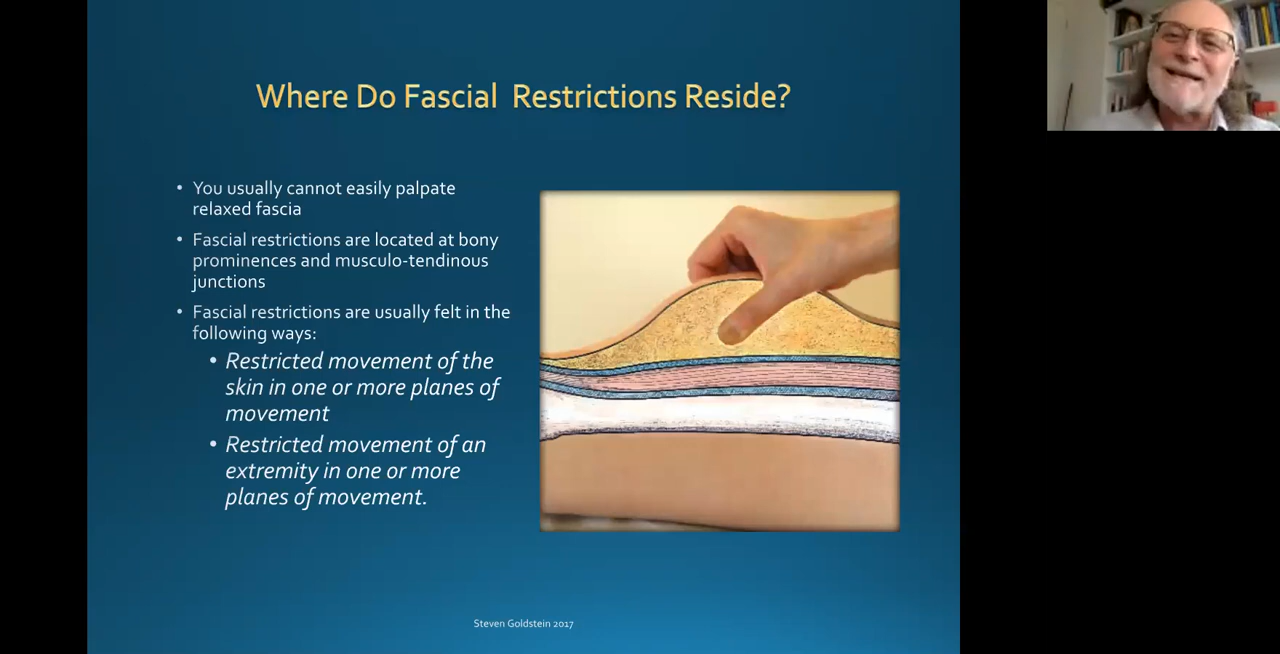 Where Do Fascial Restrictions Reside?
• You usually cannot easily palpate
relaxed fascia
• Fascial restrictions are located at bony
prominences and musculo-tendinous
junctions
• Fascial restrictions are usually felt in the
following ways:
• Restricted movement of the
skin in one or more planes of
movement
• Restricted movement of an
extremity in one or more
planes of movement.
Steven Goldstein 2017